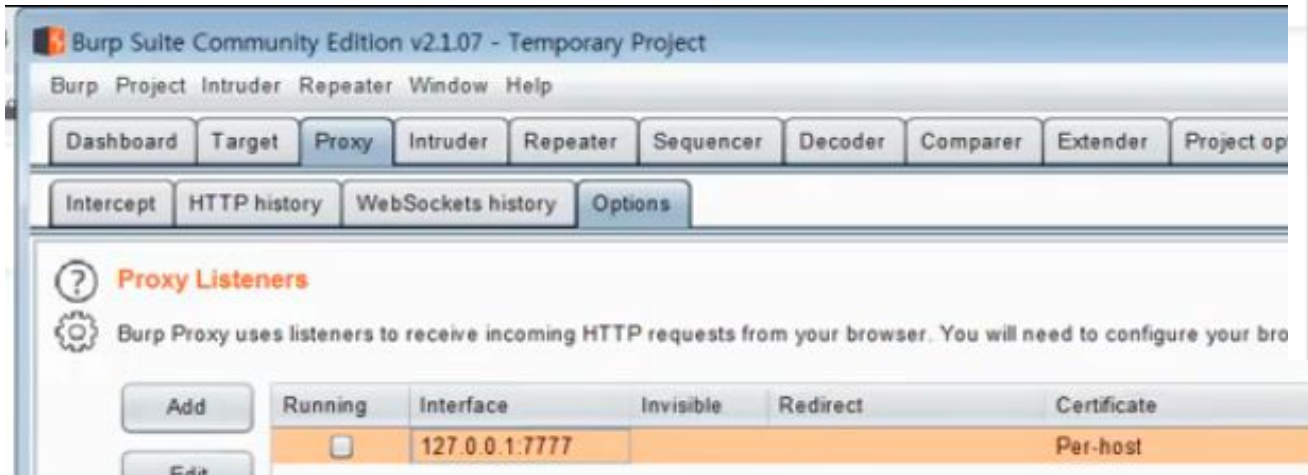 Burp Suite Community Edition v2.1.07 - Temporary Project
Burp Project Intruder Repeater Window Help
Dashboard Target Proxy Intruder Repeater Sequencer Decoder Comparer Extender Project op
Intercept HTTP history WebSockets history Options
Proxy Listeners
Burp Proxy uses listeners to receive incoming HTTP requests from your browser. You will need to configure your bro
Add Running Interface Invisible Redirect Certificate
127.0.0.1:7777 Per-host
Edit